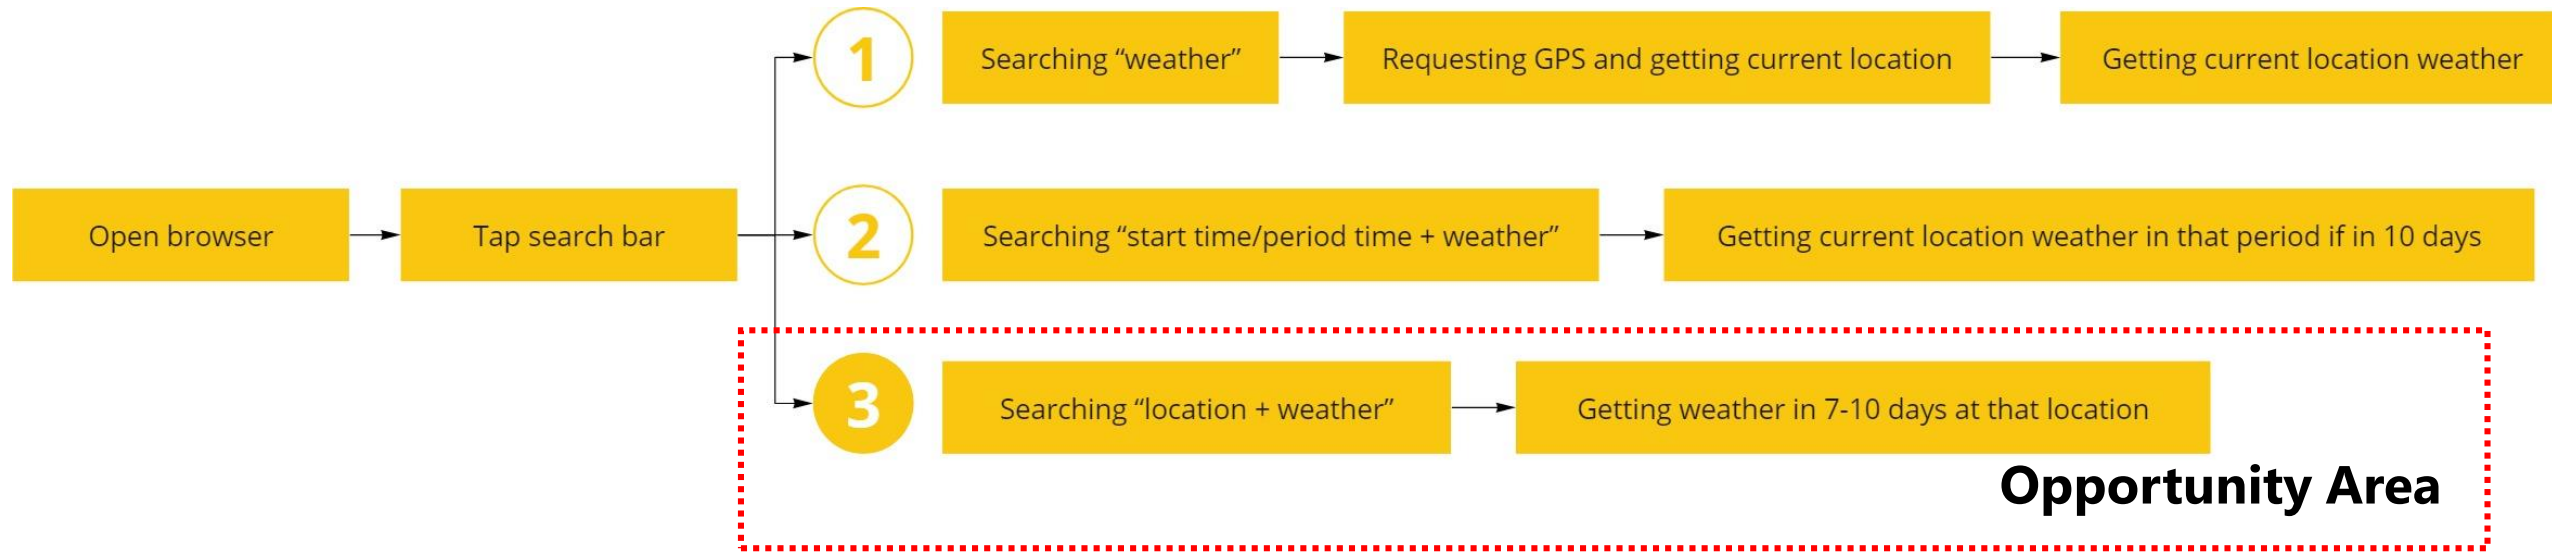 1
Searching “weather”
Requesting GPS and getting current location
Getting current location weather
Open browser
Tap search bar
2
Searching “start time/period time + weather”
Getting current location weather in that period if in 10 days
3
Searching “location + weather”
Getting weather in 7-10 days at that location
Opportunity Area